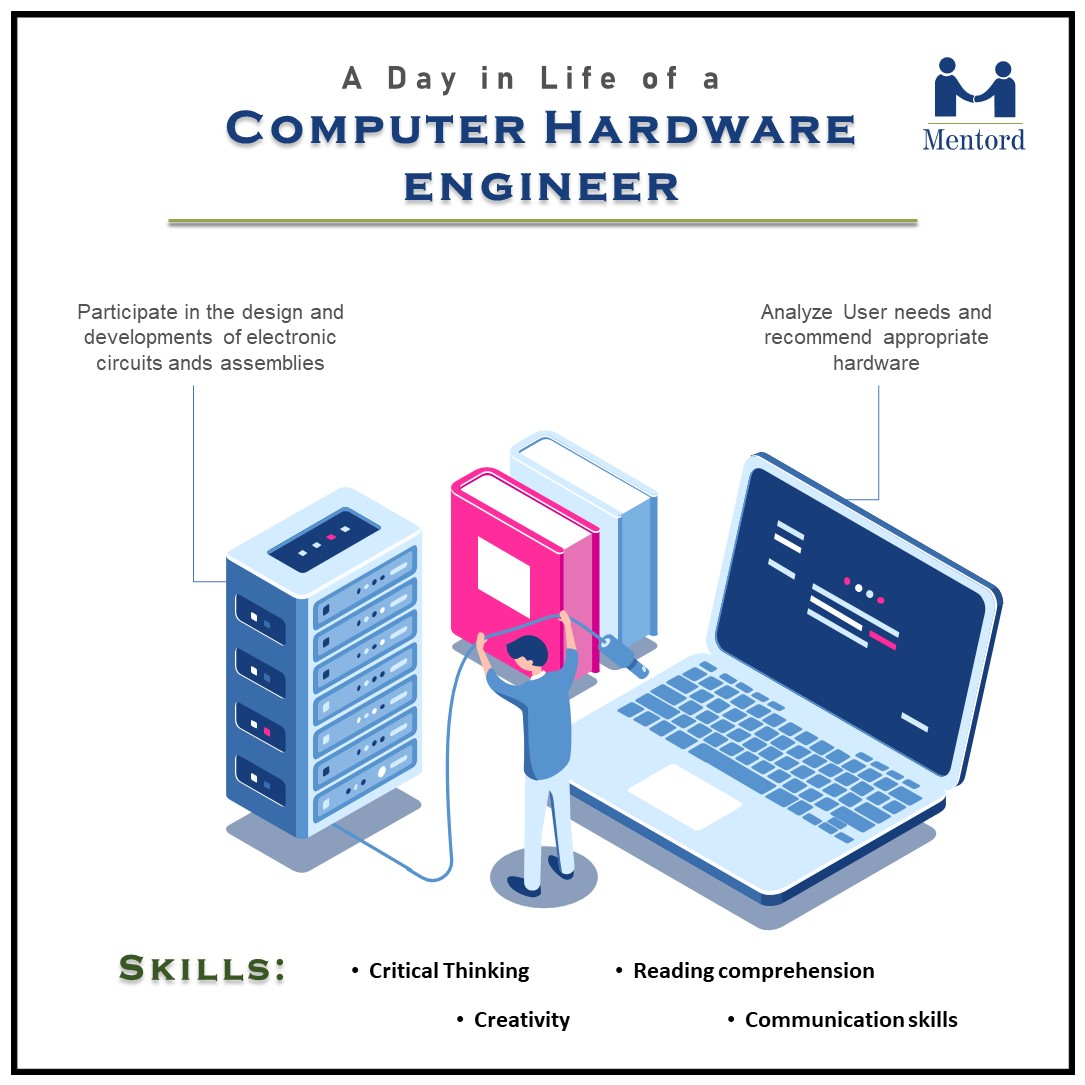 A Day in Life of a
COMPUTER HARDWARE
ENGINEER
Mentord
Participate in the design and
developments of electronic
circuits ands assemblies
Analyze User needs and
recommend appropriate
hardware
SKILLS:
• Critical Thinking
• Reading comprehension
• Creativity
• Communication skills